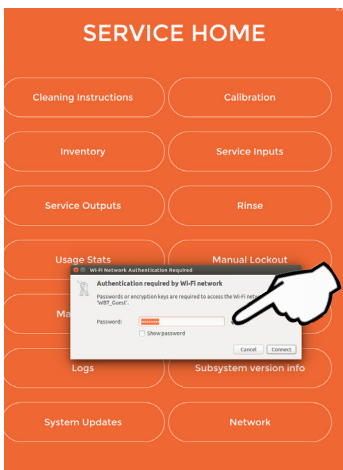 SERVICE HOME
Cleaning Instructions
Calibration
Inventory
Service Inputs
Service Outputs
Rinse
Usage Stats
Manual Lockout
Wi-Fi Network Authentication Required
Authentication required by Wi-Fi network
Passwords or encryption keys are required to access the Wi-Fi
'WB7_Guest'.
Ma
Password:
Show password
Cancel
Connect
Logs
Subsystem version info
System Updates
Network